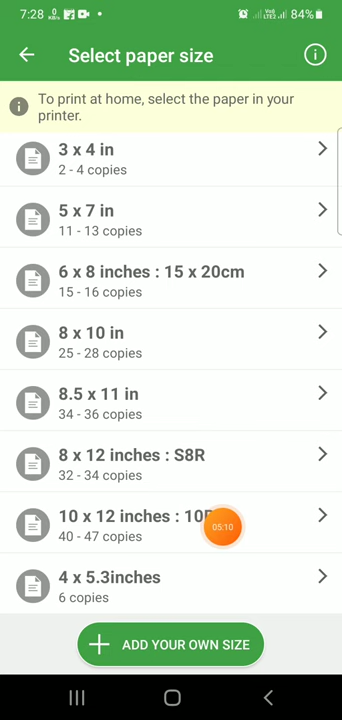 7:28 0 KB/s LTE2 84%
Select paper size
To print at home, select the paper in your
printer.
3 x 4 in
2 - 4 copies
5 x 7 in
11 - 13 copies
6 x 8 inches : 15 x 20cm
15 - 16 copies
8 x 10 in
25 - 28 copies
8.5 x 11 in
34 - 36 copies
8 x 12 inches : S8R
32 - 34 copies
10 x 12 inches :
05:10
40 - 47 copies
4 x 5.3inches
6 copies
ADD YOUR OWN SIZE